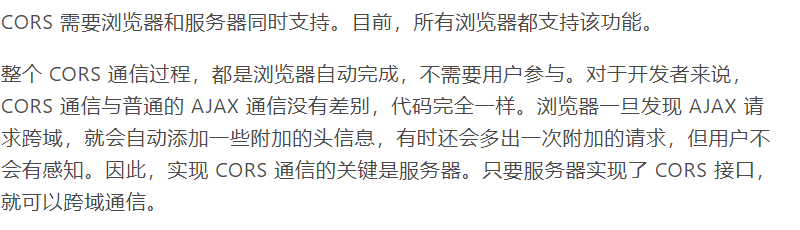 CORS 需要浏览器和服务器同时支持。目前，所有浏览器都支持该功能。
整个 CORS 通信过程，都是浏览器自动完成，不需要用户参与。对于开发者来说，
CORS 通信与普通的 AJAX 通信没有差别，代码完全一样。浏览器一旦发现 AJAX 请
求跨域，就会自动添加一些附加的头信息，有时还会多出一次附加的请求，但用户不
会有感知。因此，实现 CORS 通信的关键是服务器。只要服务器实现了 CORS 接口，
就可以跨域通信。